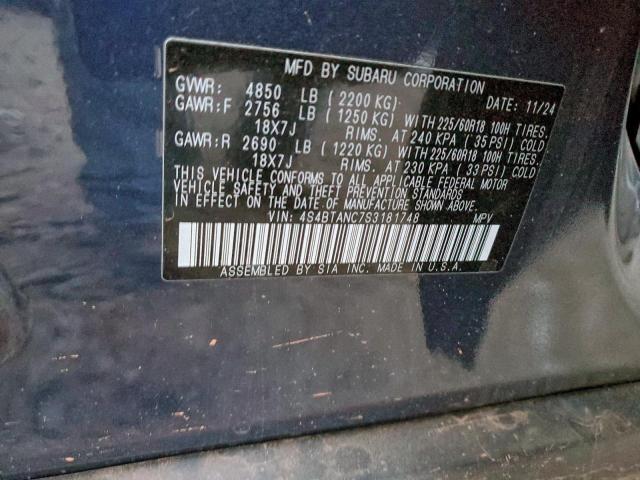 MFD BY SUBARU CORPORATION
GVWR: 4850 LB ( 2200 KG) DATE: 11/24
GAWR:F 2756 LB ( 1250 KG) WITH 225/60R18 100H TIRES,
18X7J RIMS, AT 240 KPA ( 35 PSI) COLD
GAWR:R 2690 LB ( 1220 KG) WITH 225/60R18 100H TIRES,
18X7J RIMS, AT 230 KPA ( 33 PSI) COLD
THIS VEHICLE CONFORMS TO ALL APPLICABLE FEDERAL MOTOR
VEHICLE SAFETY AND THEFT PREVENTION STANDARDS
IN EFFECT ON THE DATE OF MANUFACTURE SHOWN ABOVE.
VIN: 4S4BTANC7S3181748 MPV
ASSEMBLED BY SIA INC. MADE IN U.S.A.